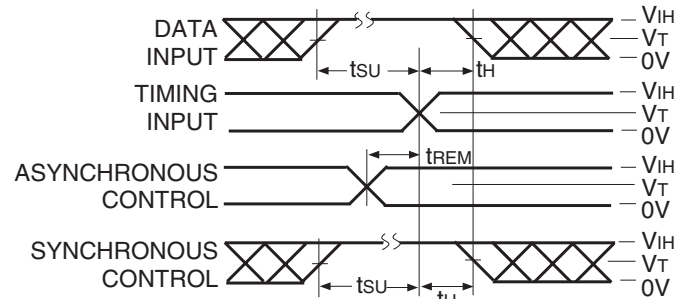 DATA INPUT
VIH
VT
0V
tSU
tH
TIMING INPUT
VIH
VT
0V
tREM
ASYNCHRONOUS CONTROL
VIH
VT
0V
SYNCHRONOUS CONTROL
VIH
VT
0V
tSU
tH